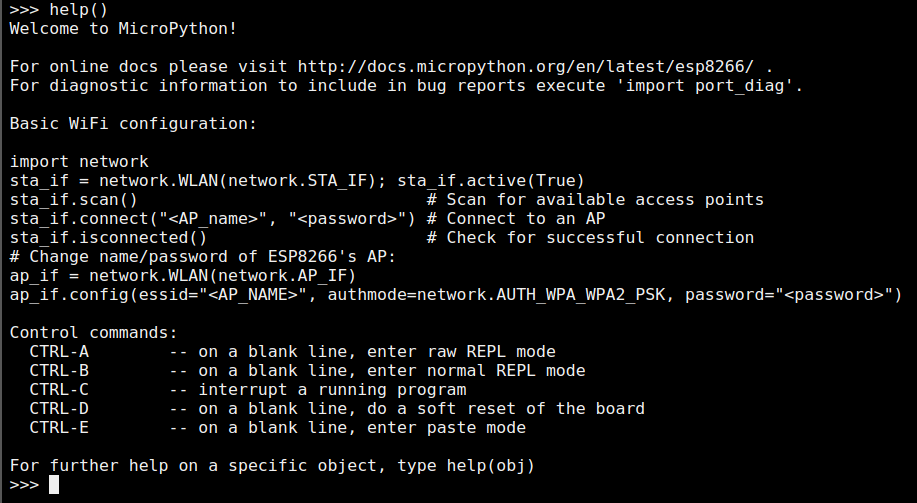 >>> help()
Welcome to MicroPython!

For online docs please visit http://docs.micropython.org/en/latest/esp8266/ .
For diagnostic information to include in bug reports execute 'import port_diag'.

Basic WiFi configuration:

import network
sta_if = network.WLAN(network.STA_IF); sta_if.active(True)
sta_if.scan()                             # Scan for available access points
sta_if.connect("<AP_name>", "<password>") # Connect to an AP
sta_if.isconnected()                      # Check for successful connection
# Change name/password of ESP8266's AP:
ap_if = network.WLAN(network.AP_IF)
ap_if.config(essid="<AP_NAME>", authmode=network.AUTH_WPA_WPA2_PSK, password="<password>")

Control commands:
  CTRL-A        -- on a blank line, enter raw REPL mode
  CTRL-B        -- on a blank line, enter normal REPL mode
  CTRL-C        -- interrupt a running program
  CTRL-D        -- on a blank line, do a soft reset of the board
  CTRL-E        -- on a blank line, enter paste mode

For further help on a specific object, type help(obj)
>>>